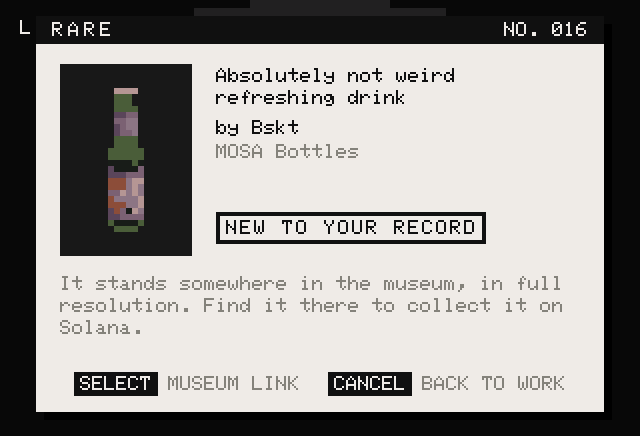 L
RARE NO. 016
Absolutely not weird
refreshing drink
by Bskt
MOSA Bottles
NEW TO YOUR RECORD
It stands somewhere in the museum, in full
resolution. Find it there to collect it on
Solana.
SELECT MUSEUM LINK CANCEL BACK TO WORK